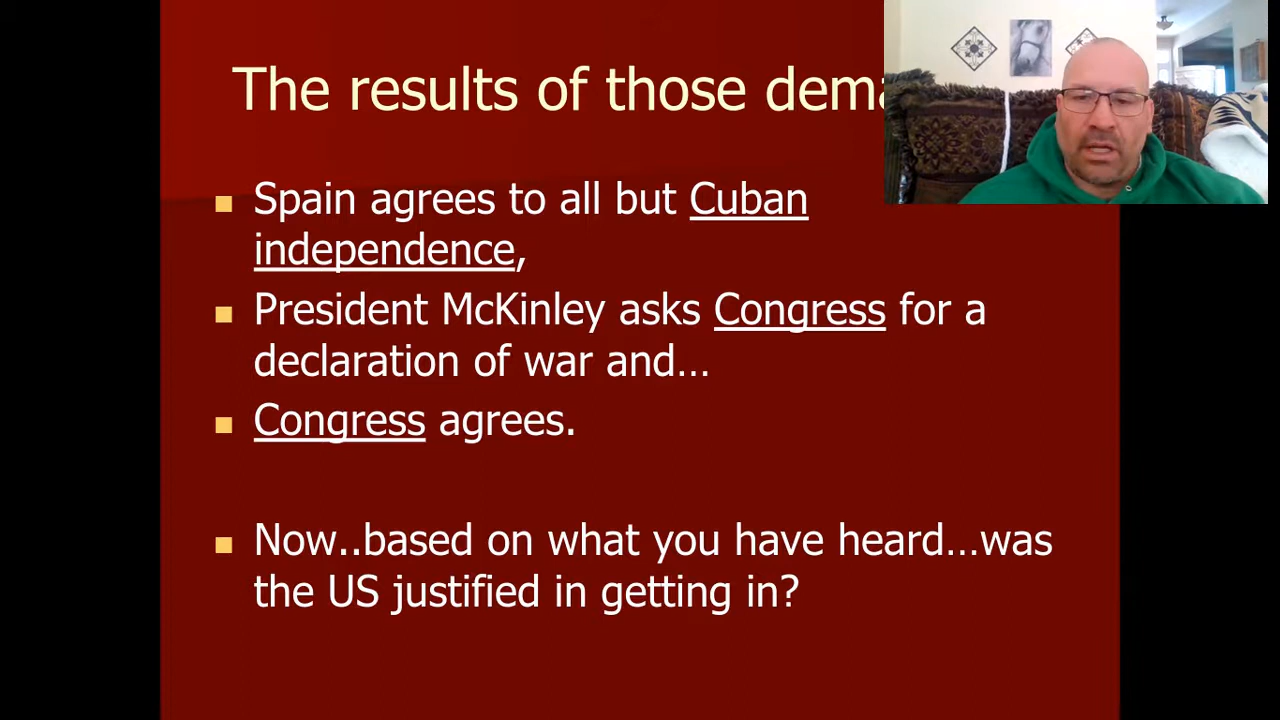 The results of those
Spain agrees to all but Cuban
independence,
President McKinley asks Congress for a
declaration of war and…
Congress agrees.
Now..based on what you have heard…was
the US justified in getting in?